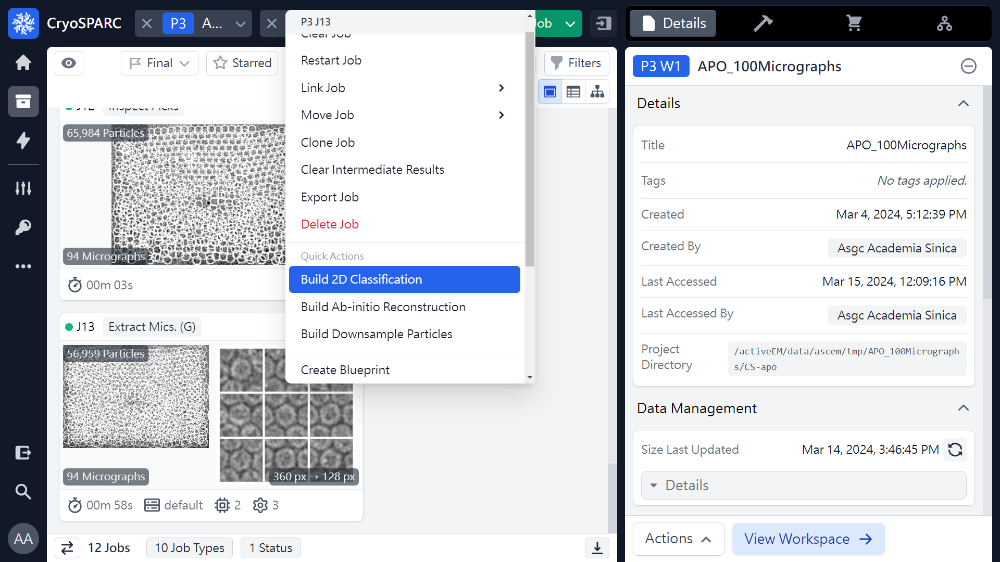 CryoSPARC
P3 A...
Job
Details
P3 J13
Clear Job
Restart Job
Link Job
Move Job
Clone Job
Clear Intermediate Results
Export Job
Delete Job
Quick Actions
Build 2D Classification
Build Ab-initio Reconstruction
Build Downsample Particles
Create Blueprint
Final
Starred
Filters
J12 Inspect Picks
65,984 Particles
94 Micrographs
00m 03s
J13 Extract Mics. (G)
56,959 Particles
94 Micrographs
360 px → 128 px
00m 58s default 2 3
12 Jobs
10 Job Types
1 Status
AA
P3 W1 APO_100Micrographs
Details
Title APO_100Micrographs
Tags No tags applied.
Created Mar 4, 2024, 5:12:39 PM
Created By Asgc Academia Sinica
Last Accessed Mar 15, 2024, 12:09:16 PM
Last Accessed By Asgc Academia Sinica
Project
Directory
/activeEM/data/ascem/tmp/APO_100Micrograph
s/CS-apo
Data Management
Size Last Updated Mar 14, 2024, 3:46:45 PM
Details
Actions
View Workspace